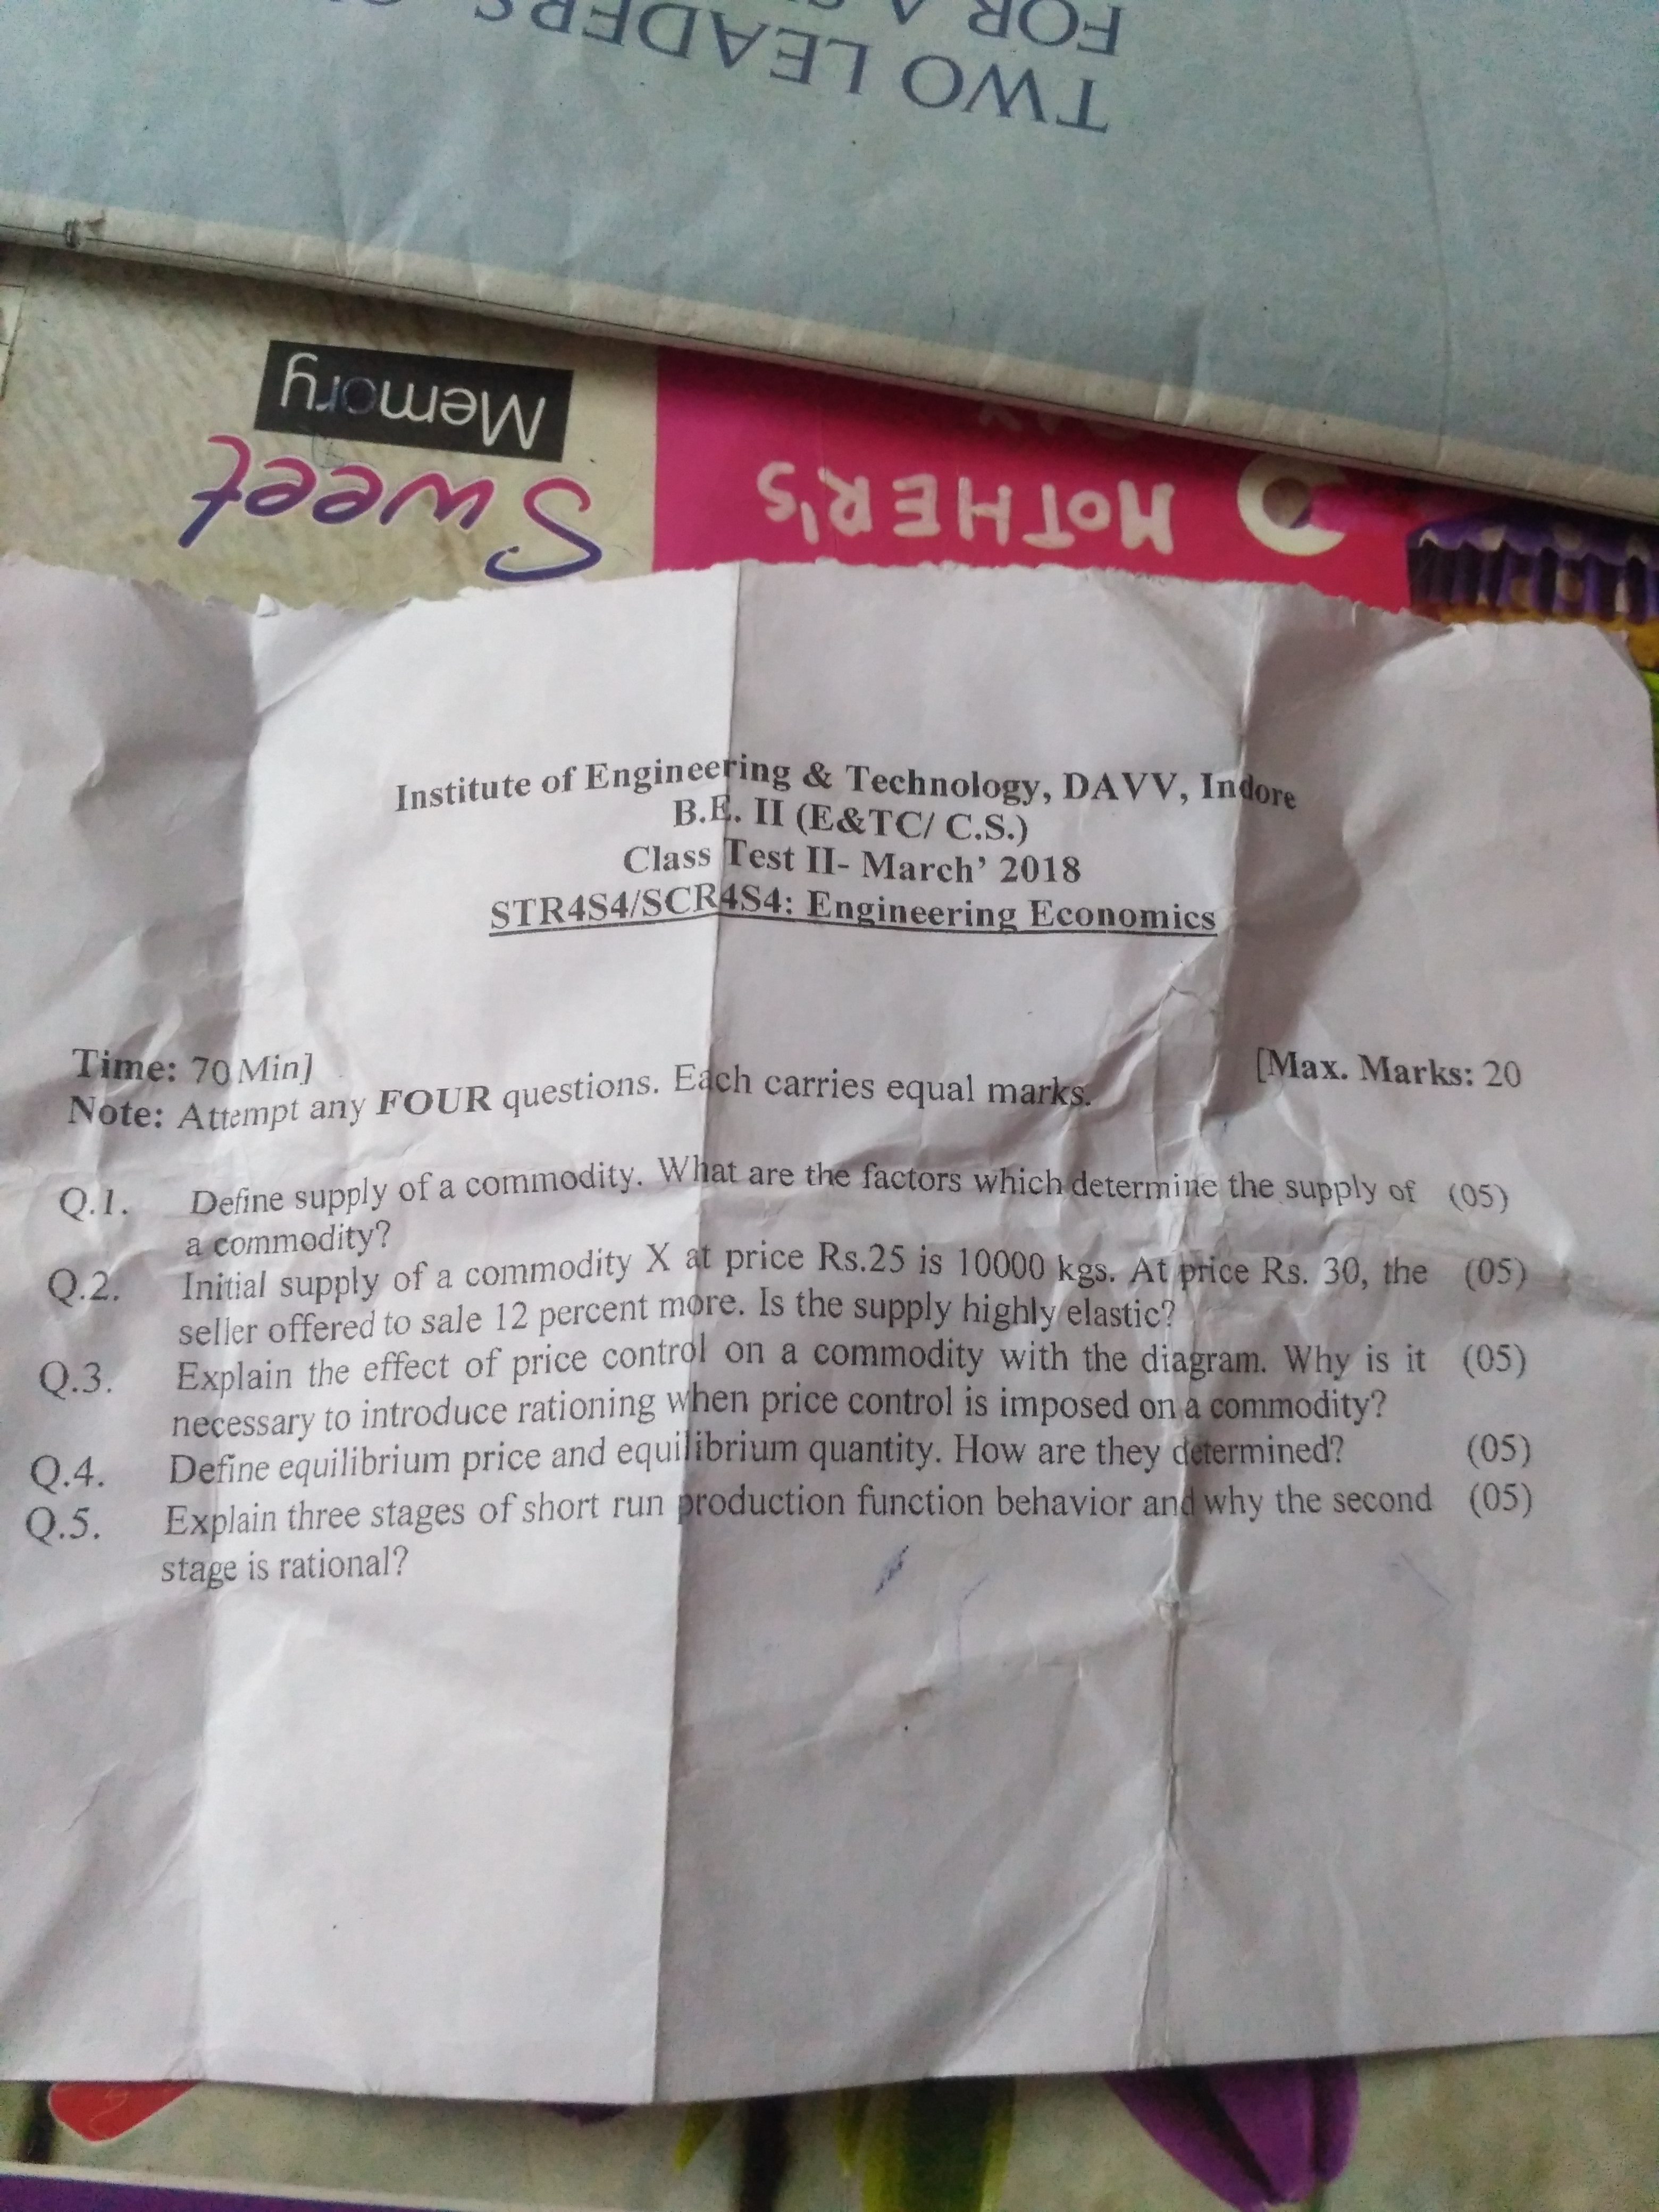 TWO LEADERS
FOR A
Sweet
Memory
MOTHER'S
Institute of Engineering & Technology, DAVV, Indore
B.E. II (E&TC/ C.S.)
Class Test II- March' 2018
STR4S4/SCR4S4: Engineering Economics
Time: 70 Min] [Max. Marks: 20
Note: Attempt any FOUR questions. Each carries equal marks.
Q.1. Define supply of a commodity. What are the factors which determine the supply of (05)
a commodity?
Q.2. Initial supply of a commodity X at price Rs.25 is 10000 kgs. At price Rs. 30, the (05)
seller offered to sale 12 percent more. Is the supply highly elastic?
Q.3. Explain the effect of price control on a commodity with the diagram. Why is it (05)
necessary to introduce rationing when price control is imposed on a commodity?
Q.4. Define equilibrium price and equilibrium quantity. How are they determined? (05)
Q.5. Explain three stages of short run production function behavior and why the second (05)
stage is rational?